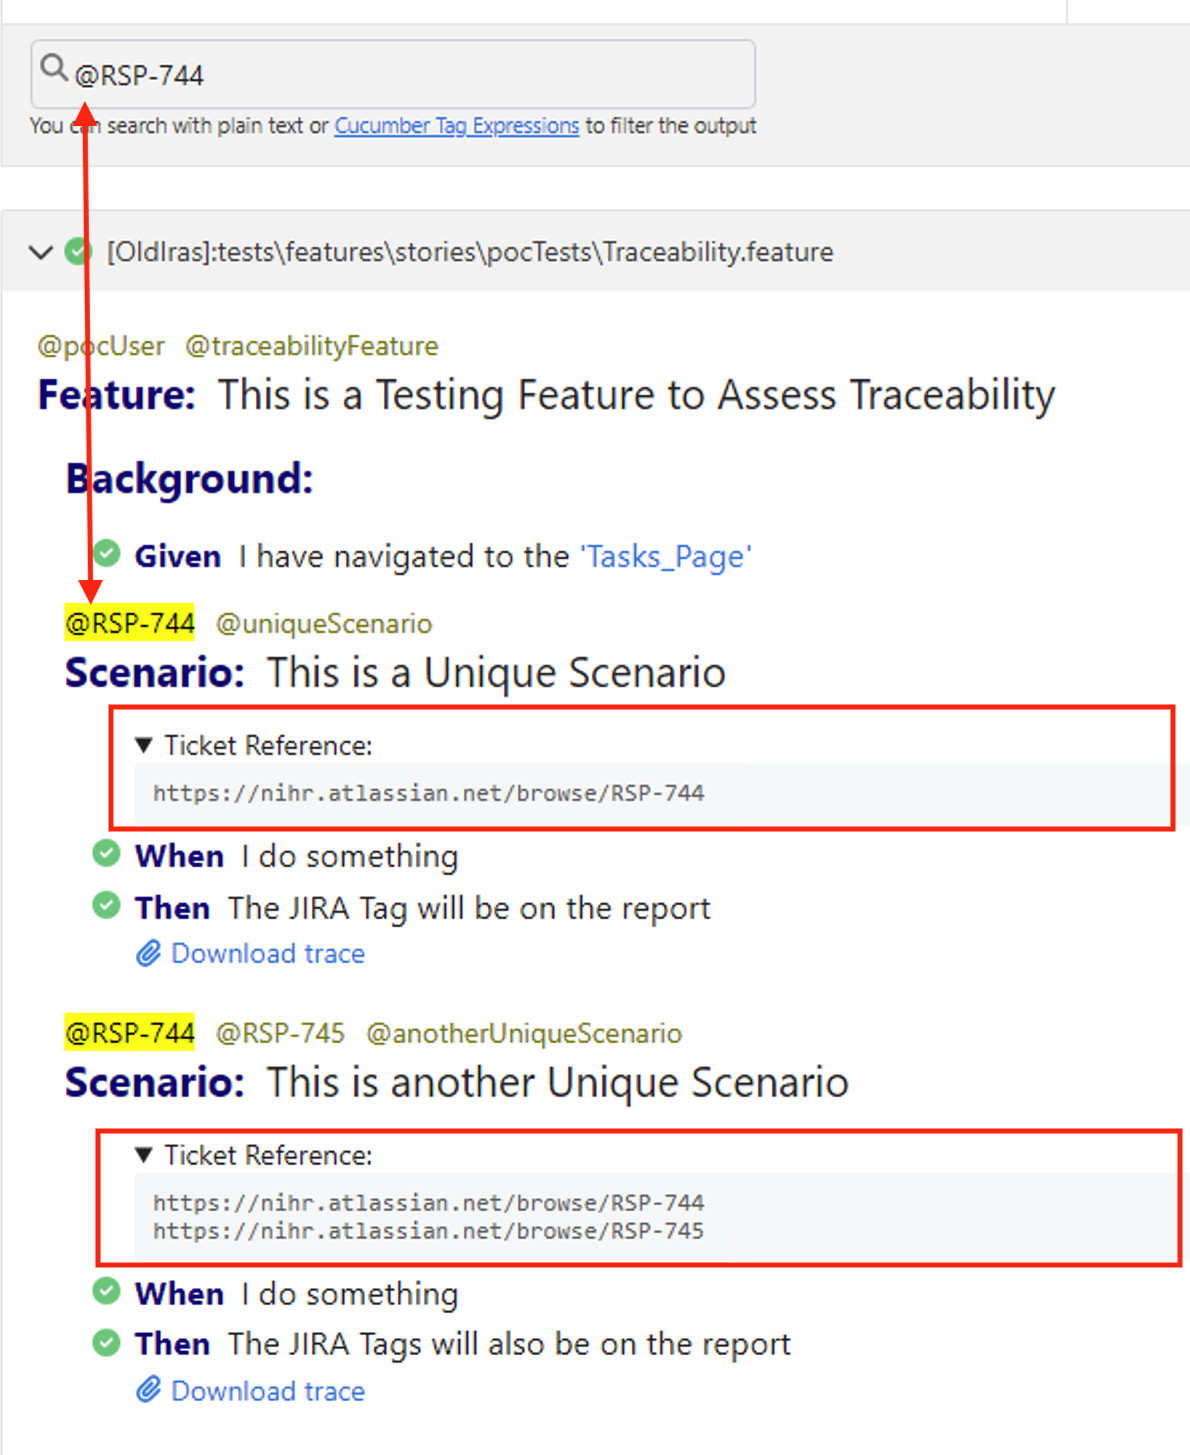 @RSP-744
You can search with plain text or Cucumber Tag Expressions to filter the output
[OldIras]:tests\features\stories\pocTests\Traceability.feature
@pocUser @traceabilityFeature
Feature: This is a Testing Feature to Assess Traceability
Background:
Given I have navigated to the 'Tasks_Page'
@RSP-744 @uniqueScenario
Scenario: This is a Unique Scenario
Ticket Reference:
https://nihr.atlassian.net/browse/RSP-744
When I do something
Then The JIRA Tag will be on the report
Download trace
@RSP-744 @RSP-745 @anotherUniqueScenario
Scenario: This is another Unique Scenario
Ticket Reference:
https://nihr.atlassian.net/browse/RSP-744
https://nihr.atlassian.net/browse/RSP-745
When I do something
Then The JIRA Tags will also be on the report
Download trace